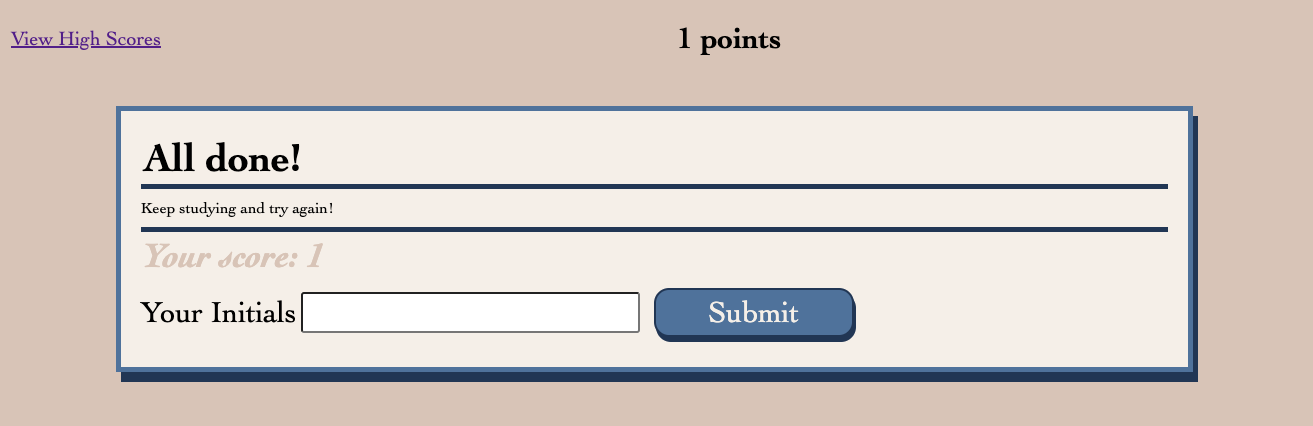 View High Scores
1 points
All done!
Keep studying and try again!
Your score: 1
Your Initials
Submit